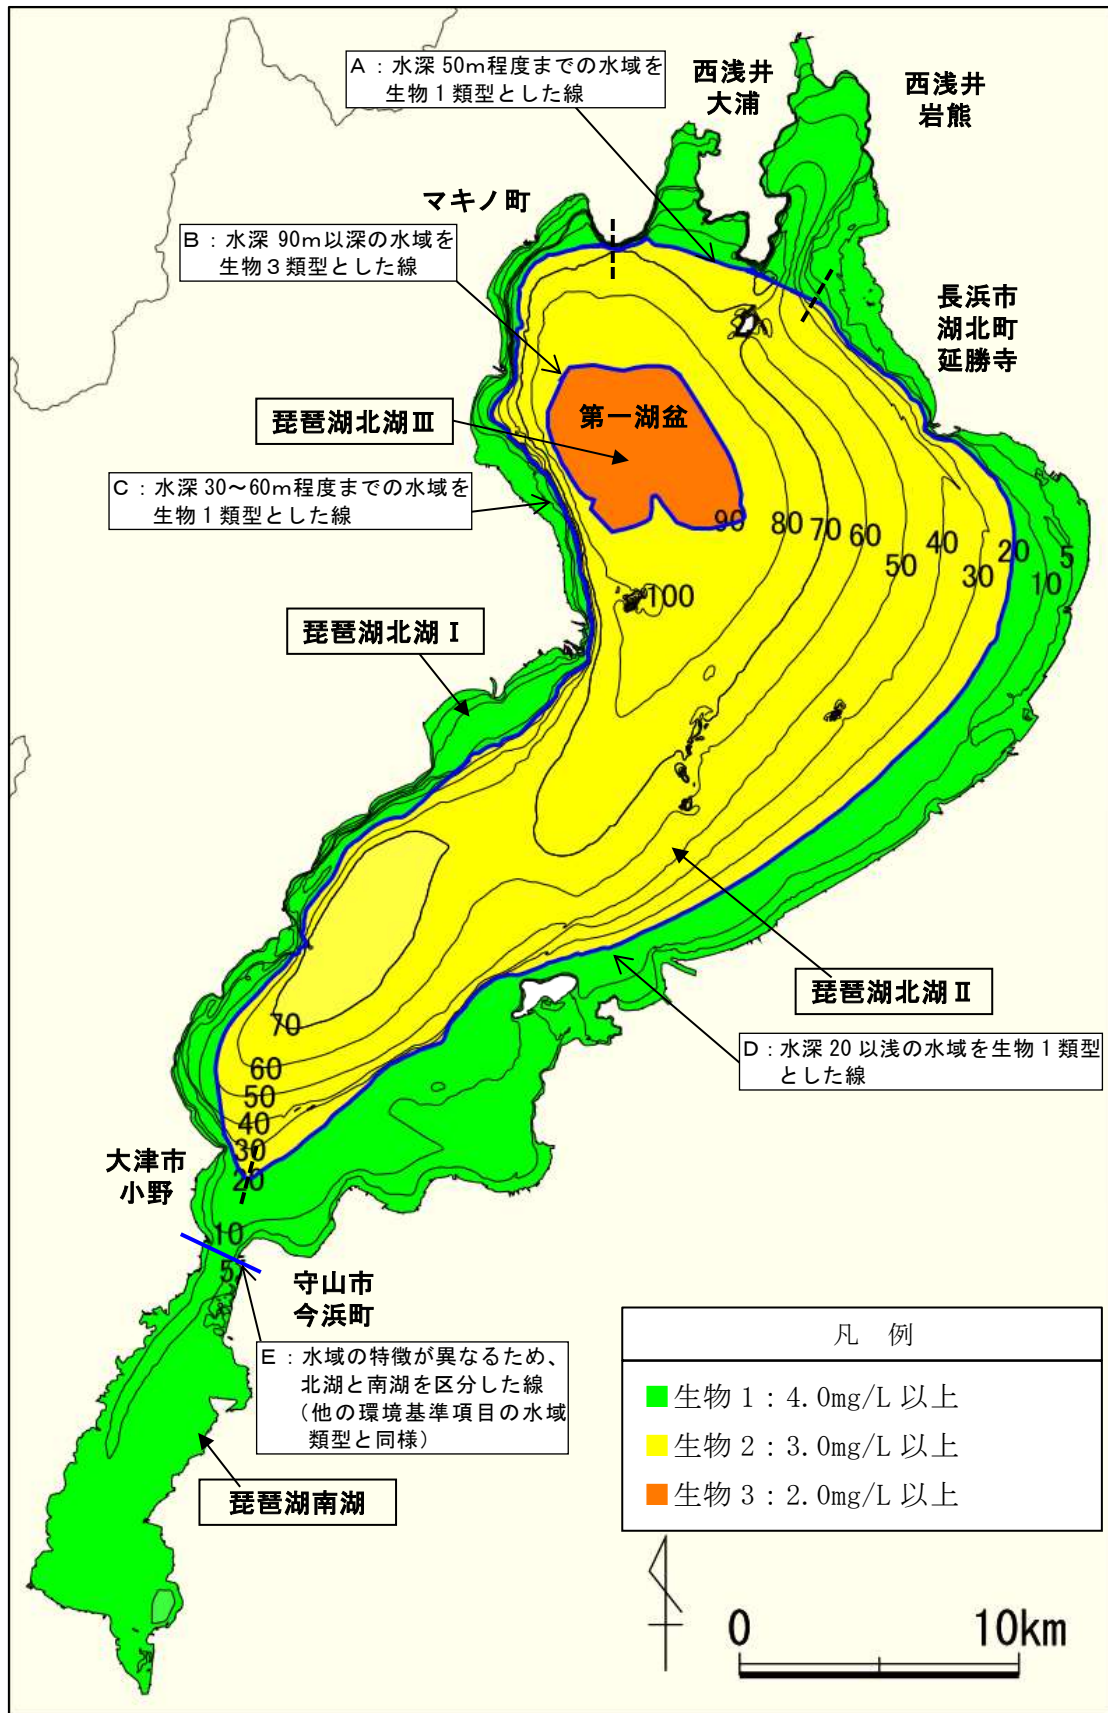 A：水深 50m程度までの水域を
生物１類型とした線
西浅井
大浦
西浅井
岩熊
マキノ町
B：水深 90m以深の水域を
生物３類型とした線
長浜市
湖北町
延勝寺
琵琶湖北湖Ⅲ
第一湖盆
C：水深 30～60m程度までの水域を
生物１類型とした線
90
80
70
60
50
40
30
20
10
5
100
琵琶湖北湖Ⅰ
琵琶湖北湖Ⅱ
D：水深 20 以浅の水域を生物１類型
とした線
70
60
50
40
30
20
10
5
大津市
小野
守山市
今浜町
E：水域の特徴が異なるため、
北湖と南湖を区分した線
（他の環境基準項目の水域
類型と同様）
琵琶湖南湖
凡 例
生物 1：4.0mg/L 以上
生物 2：3.0mg/L 以上
生物 3：2.0mg/L 以上
0
10km